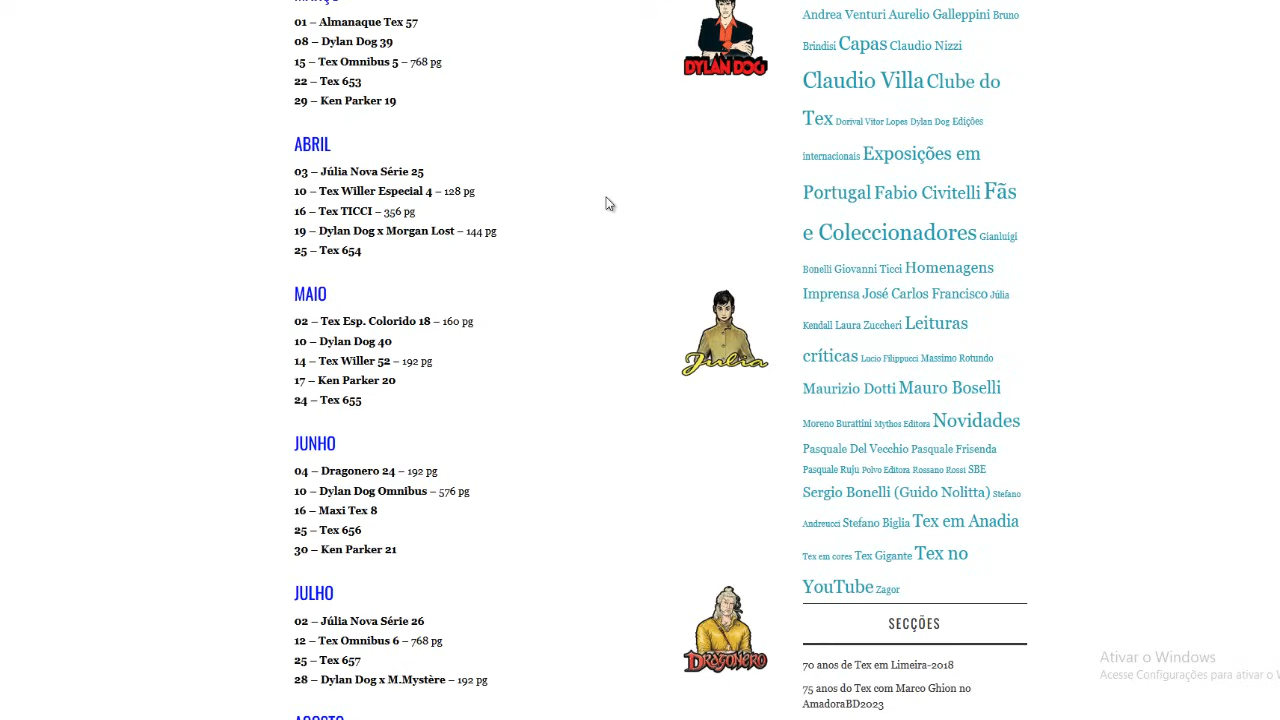 MARÇO
01 – Almanaque Tex 57
08 – Dylan Dog 39
15 – Tex Omnibus 5 – 768 pg
22 – Tex 653
29 – Ken Parker 19
ABRIL
03 – Júlia Nova Série 25
10 – Tex Willer Especial 4 – 128 pg
16 – Tex TICCI – 356 pg
19 – Dylan Dog x Morgan Lost – 144 pg
25 – Tex 654
MAIO
02 – Tex Esp. Colorido 18 – 160 pg
10 – Dylan Dog 40
14 – Tex Willer 52 – 192 pg
17 – Ken Parker 20
24 – Tex 655
JUNHO
04 – Dragonero 24 – 192 pg
10 – Dylan Dog Omnibus – 576 pg
16 – Maxi Tex 8
25 – Tex 656
30 – Ken Parker 21
JULHO
02 – Júlia Nova Série 26
12 – Tex Omnibus 6 – 768 pg
25 – Tex 657
28 – Dylan Dog x M.Mystère – 192 pg
AGOSTO
DYLAN DOG
Julia
DRAGONERO
Andrea Venturi Aurelio Galleppini Bruno
Brindisi Capas Claudio Nizzi
Claudio Villa Clube do
Tex Dorival Vitor Lopes Dylan Dog Edições
internacionais Exposições em
Portugal Fabio Civitelli Fãs
e Coleccionadores Gianluigi
Bonelli Giovanni Ticci Homenagens
Imprensa José Carlos Francisco Júlia
Kendall Laura Zuccheri Leituras
críticas Lucio Filippucci Massimo Rotundo
Maurizio Dotti Mauro Boselli
Moreno Burattini Mythos Editora Novidades
Pasquale Del Vecchio Pasquale Frisenda
Pasquale Ruju Polvo Editora Rossano Rossi SBE
Sergio Bonelli (Guido Nolitta) Stefano
Andreucci Stefano Biglia Tex em Anadia
Tex em cores Tex Gigante Tex no
YouTube Zagor
SECÇÕES
70 anos de Tex em Limeira-2018
75 anos do Tex com Marco Ghion no
AmadoraBD2023
Ativar o Windows
Acesse Configurações para ativar o W